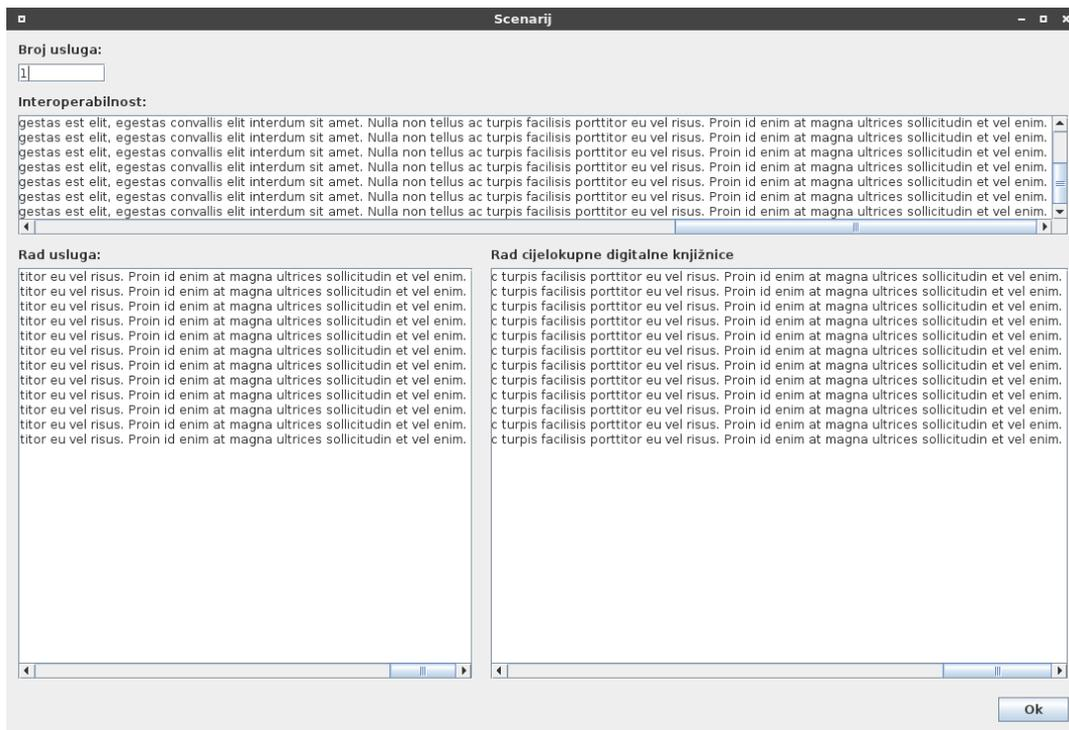 Scenarij
Broj usluga:
1
Interoperabilnost:
gestas est elit, egestas convallis elit interdum sit amet. Nulla non tellus ac turpis facilisis porttitor eu vel risus. Proin id enim at magna ultrices sollicitudin et vel enim.
gestas est elit, egestas convallis elit interdum sit amet. Nulla non tellus ac turpis facilisis porttitor eu vel risus. Proin id enim at magna ultrices sollicitudin et vel enim.
gestas est elit, egestas convallis elit interdum sit amet. Nulla non tellus ac turpis facilisis porttitor eu vel risus. Proin id enim at magna ultrices sollicitudin et vel enim.
gestas est elit, egestas convallis elit interdum sit amet. Nulla non tellus ac turpis facilisis porttitor eu vel risus. Proin id enim at magna ultrices sollicitudin et vel enim.
gestas est elit, egestas convallis elit interdum sit amet. Nulla non tellus ac turpis facilisis porttitor eu vel risus. Proin id enim at magna ultrices sollicitudin et vel enim.
gestas est elit, egestas convallis elit interdum sit amet. Nulla non tellus ac turpis facilisis porttitor eu vel risus. Proin id enim at magna ultrices sollicitudin et vel enim.
gestas est elit, egestas convallis elit interdum sit amet. Nulla non tellus ac turpis facilisis porttitor eu vel risus. Proin id enim at magna ultrices sollicitudin et vel enim.
Rad usluga:
titor eu vel risus. Proin id enim at magna ultrices sollicitudin et vel enim.
titor eu vel risus. Proin id enim at magna ultrices sollicitudin et vel enim.
titor eu vel risus. Proin id enim at magna ultrices sollicitudin et vel enim.
titor eu vel risus. Proin id enim at magna ultrices sollicitudin et vel enim.
titor eu vel risus. Proin id enim at magna ultrices sollicitudin et vel enim.
titor eu vel risus. Proin id enim at magna ultrices sollicitudin et vel enim.
titor eu vel risus. Proin id enim at magna ultrices sollicitudin et vel enim.
titor eu vel risus. Proin id enim at magna ultrices sollicitudin et vel enim.
titor eu vel risus. Proin id enim at magna ultrices sollicitudin et vel enim.
titor eu vel risus. Proin id enim at magna ultrices sollicitudin et vel enim.
titor eu vel risus. Proin id enim at magna ultrices sollicitudin et vel enim.
titor eu vel risus. Proin id enim at magna ultrices sollicitudin et vel enim.
Rad cijelokupne digitalne knjižnice
c turpis facilisis porttitor eu vel risus. Proin id enim at magna ultrices sollicitudin et vel enim.
c turpis facilisis porttitor eu vel risus. Proin id enim at magna ultrices sollicitudin et vel enim.
c turpis facilisis porttitor eu vel risus. Proin id enim at magna ultrices sollicitudin et vel enim.
c turpis facilisis porttitor eu vel risus. Proin id enim at magna ultrices sollicitudin et vel enim.
c turpis facilisis porttitor eu vel risus. Proin id enim at magna ultrices sollicitudin et vel enim.
c turpis facilisis porttitor eu vel risus. Proin id enim at magna ultrices sollicitudin et vel enim.
c turpis facilisis porttitor eu vel risus. Proin id enim at magna ultrices sollicitudin et vel enim.
c turpis facilisis porttitor eu vel risus. Proin id enim at magna ultrices sollicitudin et vel enim.
c turpis facilisis porttitor eu vel risus. Proin id enim at magna ultrices sollicitudin et vel enim.
c turpis facilisis porttitor eu vel risus. Proin id enim at magna ultrices sollicitudin et vel enim.
c turpis facilisis porttitor eu vel risus. Proin id enim at magna ultrices sollicitudin et vel enim.
c turpis facilisis porttitor eu vel risus. Proin id enim at magna ultrices sollicitudin et vel enim.
Ok